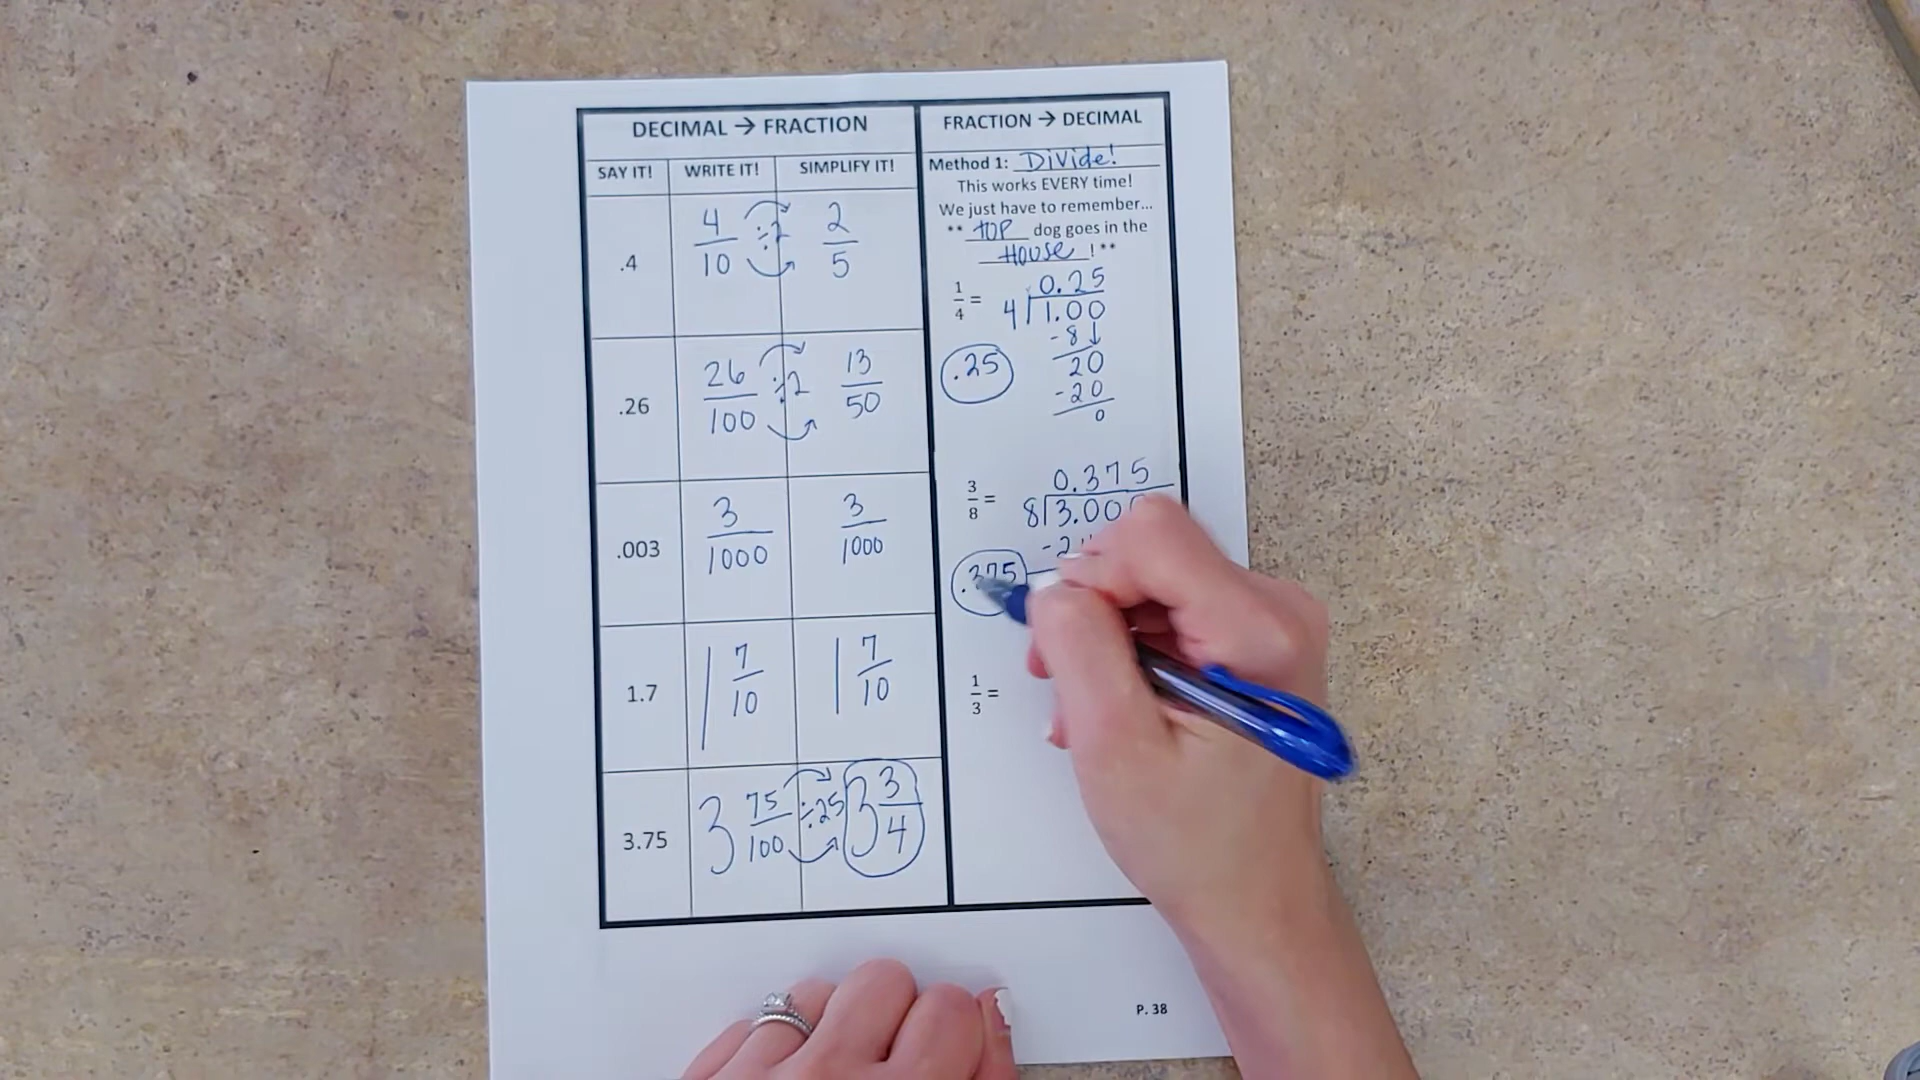 DECIMAL → FRACTION
SAY IT! WRITE IT! SIMPLIFY IT!
.4 4/10 ÷2 2/5
.26 26/100 ÷2 13/50
.003 3/1000 3/1000
1.7 1 7/10 1 7/10
3.75 3 75/100 ÷25 3 3/4
FRACTION → DECIMAL
Method 1: Divide!
This works EVERY time!
We just have to remember...
** TOP dog goes in the
House ! **
0.25
1/4 = 4 1.00
-8
.25 20
-20
0
0.375
3/8 = 8 3.00
.375
1/3 =
P. 38